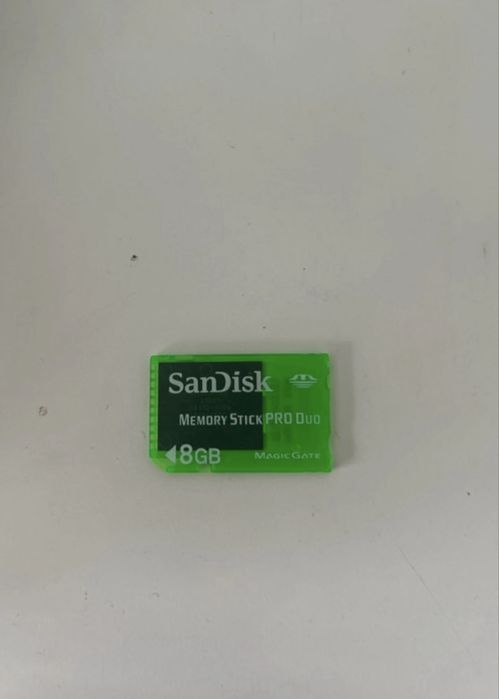 SanDisk
MEMORY STICK PRO DUO
8GB
MAGICGATE